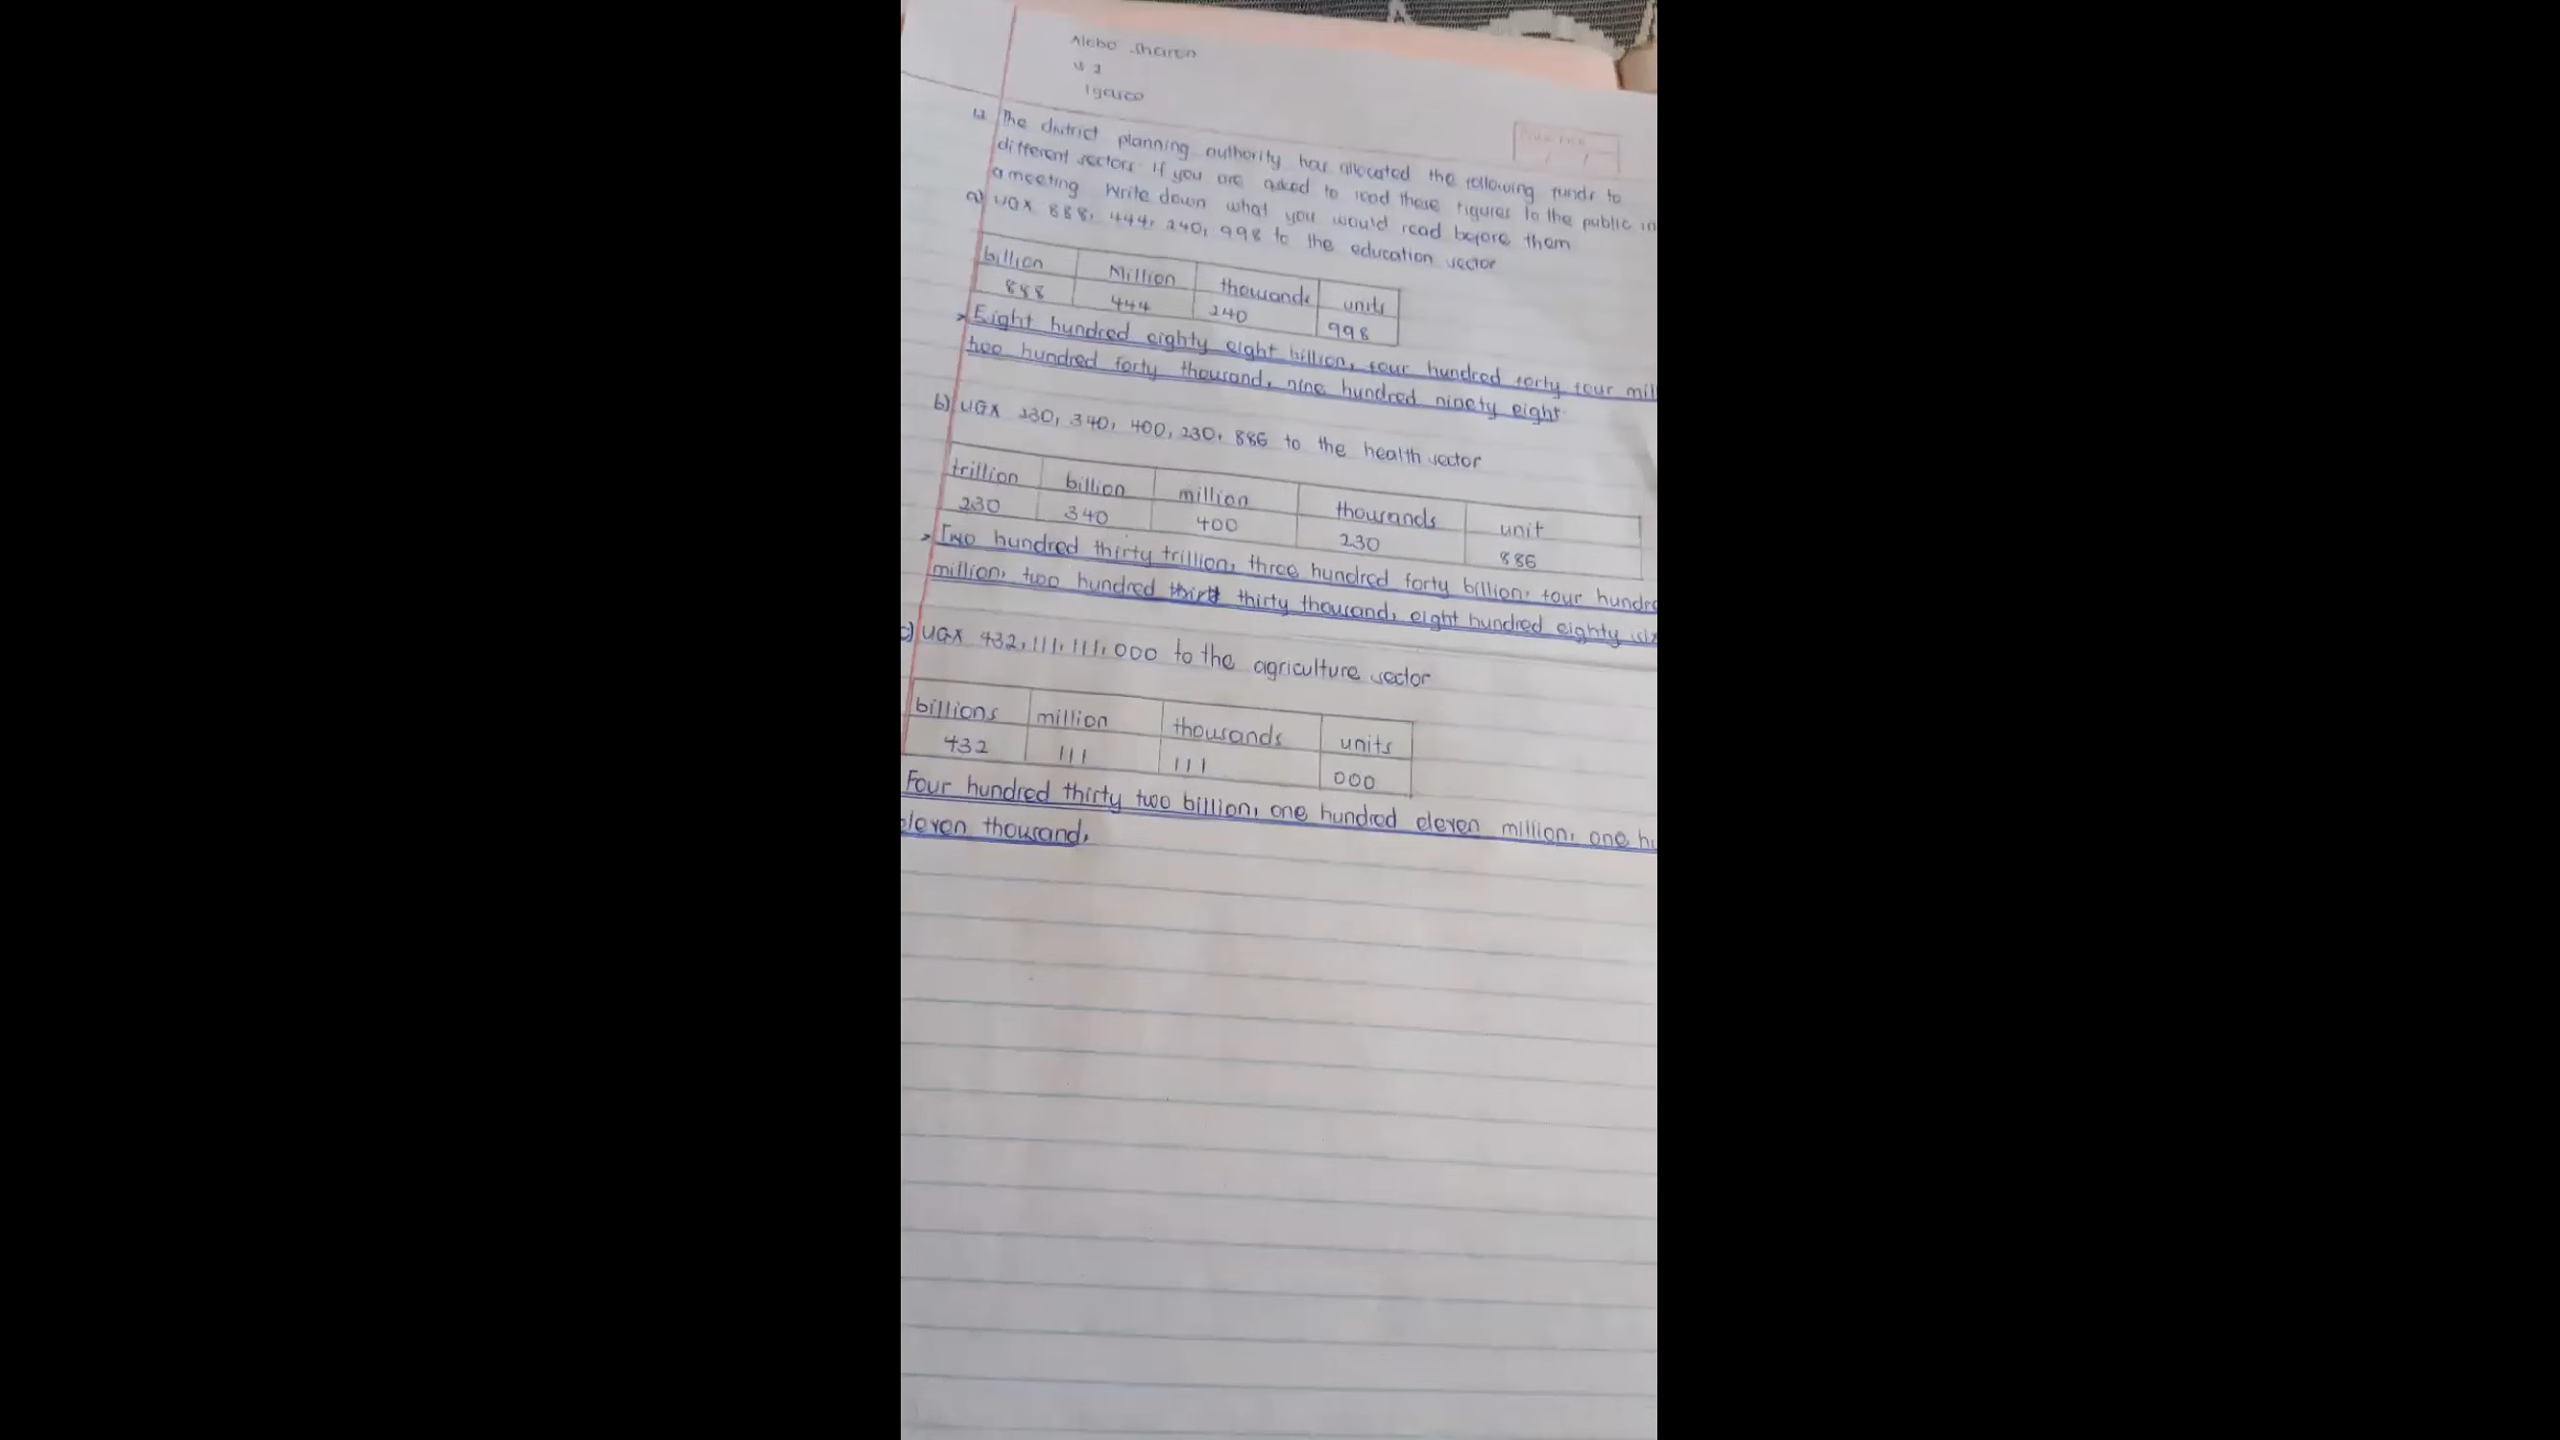 Alebo Sharon
S 2
12 The district planning authority has allocated the following funds to
different sectors. If you are asked to read these figures to the public in
a meeting Write down what you would read before them
a) UGX 888, 444, 240, 998 to the education sector
billion Million thousands units
888 444 240 998
Eight hundred eighty eight billion, four hundred forty four mil
two hundred forty thousand, nine hundred ninety eight
b) UGX 230, 340, 400, 230, 886 to the health sector
trillion billion million thousands unit
230 340 400 230 886
Two hundred thirty trillion, three hundred forty billion, four hundre
million, two hundred thirty thousand, eight hundred eighty six
c) UGX 432, 111, 111, 000 to the agriculture sector
billions million thousands units
432 111 111 000
Four hundred thirty two billion, one hundred eleven million, one hu
eleven thousand,